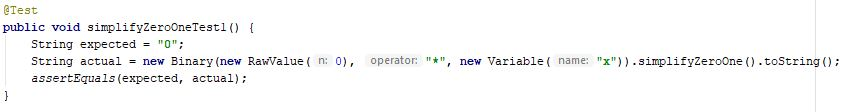 @Test
public void simplifyZeroOneTest1() {
    String expected = "0";
    String actual = new Binary(new RawValue( n: 0), operator: "*", new Variable( name: "x")).simplifyZeroOne().toString();
    assertEquals(expected, actual);
}